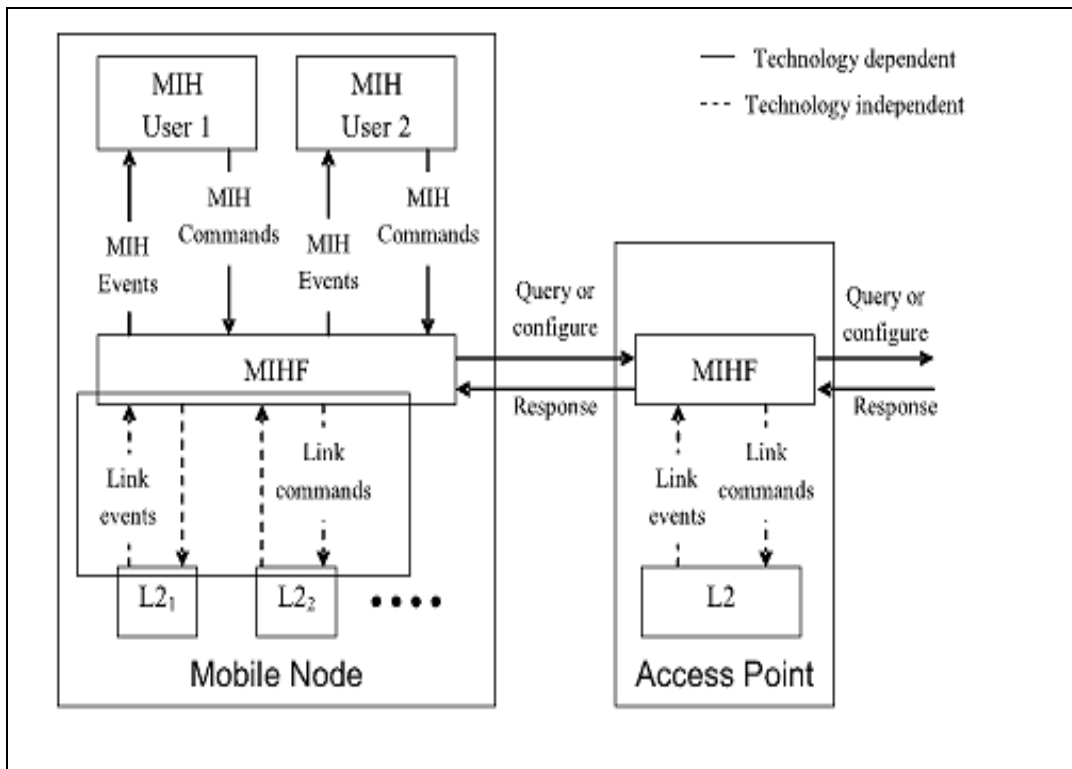 MIH
User 1
MIH
User 2
Technology dependent
Technology independent
MIH
Commands
MIH
Events
MIH
Commands
MIH
Events
Query or
configure
Query or
configure
MIHF
MIHF
Response
Response
Link
events
Link
commands
Link
events
Link
commands
L2₁
L2₂
L2
Mobile Node
Access Point